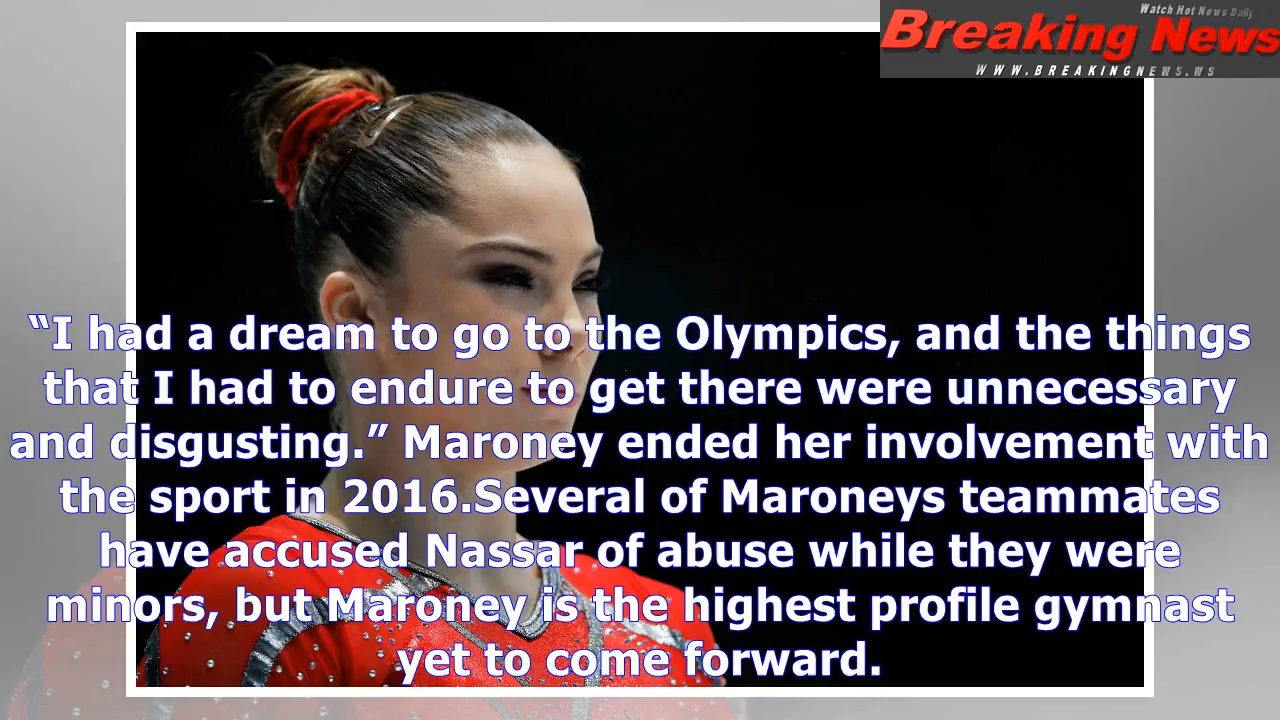 Watch Hot News Daily
Breaking News
WWW.BREAKINGNEWS.WS
“I had a dream to go to the Olympics, and the things
that I had to endure to get there were unnecessary
and disgusting.” Maroney ended her involvement with
the sport in 2016.Several of Maroneys teammates
have accused Nassar of abuse while they were
minors, but Maroney is the highest profile gymnast
yet to come forward.